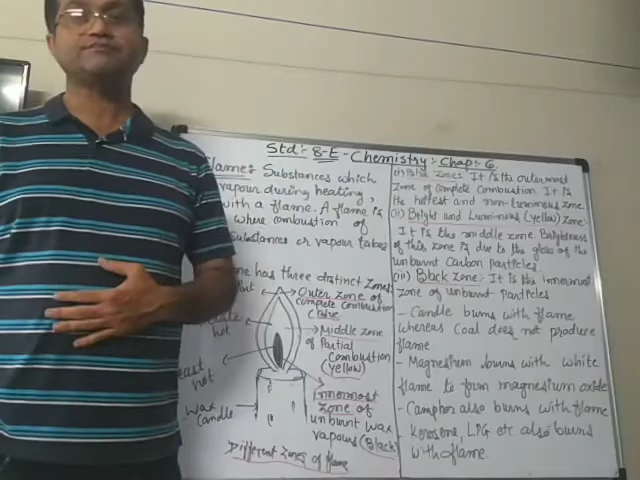 Std:- 8-E - Chemistry:- Chap:- 6
Flame:- Substances which
vapour during heating,
with a flame. A flame is
where combustion of
substances or vapour takes
one has three distinct zones
Outer zone of
complete combustion
(blue
hot
Middle zone
of Partial
Combustion
(yellow)
least
hot
Wax
Candle
Innermost
zone of
unburnt wax
vapours (Black)
Different zones of flame
(i) Blue Zone:- It is the outermost
zone of complete combustion. It is
the hottest and non-luminous zone.
(ii) Bright and Luminous (yellow) zone:
It is the middle zone. Brightness
of this zone is due to the glow of the
unburnt Carbon particles.
(iii) Black zone:- It is the innermost
zone of unburnt particles
- Candle burns with flame
whereas Coal does not produce
flame
- Magnesium burns with white
flame to form magnesium oxide
- Camphor also burns with flame
- Kerosene, LPG etc also burns
with flame.